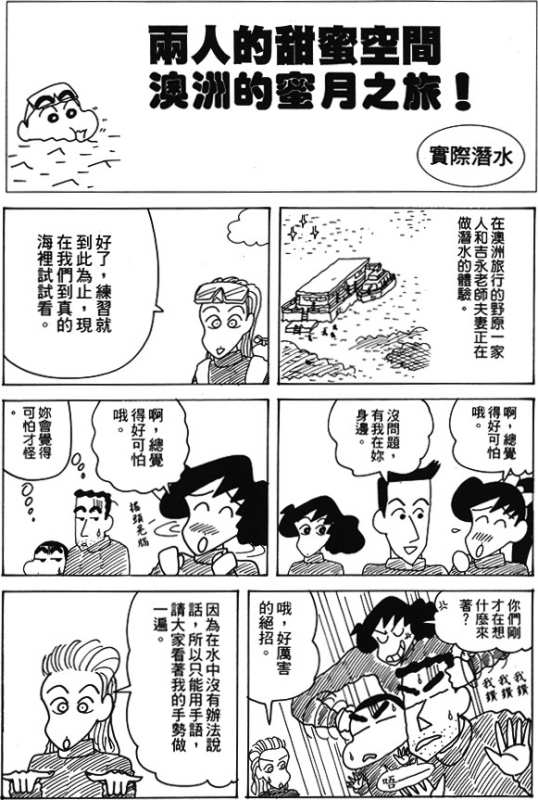 兩人的甜蜜空間
澳洲的蜜月之旅！
實際潛水
在澳洲旅行的野原一家
人和吉永老師夫妻正在
做潛水的體驗。
好了，練習就
到此為止，現
在我們到真的
海裡試試看。
啊，總覺
得好可怕
哦。
沒問題，
有我在妳
身邊。
啊，總覺
得好可怕
哦。
搖頭晃腦
妳會覺得
可怕才怪
。
你們剛
才在想
什麼來
著？
我鑽
我鑽
我鑽
唔
哦，好厲害
的絕招。
因為在水中沒有辦法說
話，所以只能用手語，
請大家看著我的手勢做
一遍。